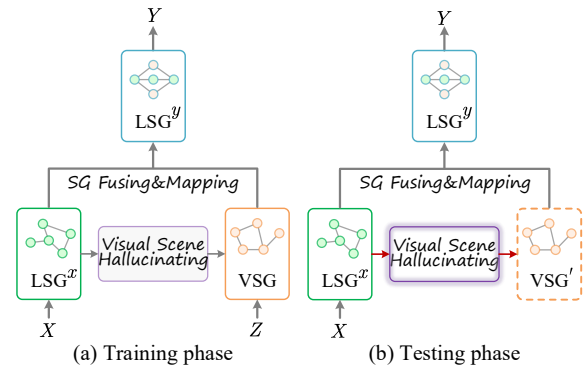 Y
Y
LSG^y
LSG^y
SG Fusing&Mapping
SG Fusing&Mapping
LSG^x
Visual Scene
Hallucinating
VSG
LSG^x
Visual Scene
Hallucinating
VSG'
X
Z
X
(a) Training phase
(b) Testing phase